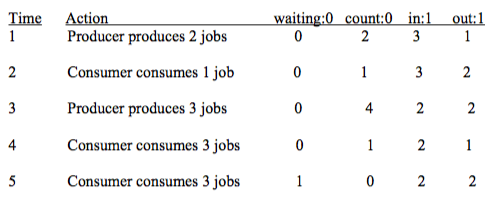 Time Action waiting:0 count:0 in:1 out:1
1 Producer produces 2 jobs 0 2 3 1
2 Consumer consumes 1 job 0 1 3 2
3 Producer produces 3 jobs 0 4 2 2
4 Consumer consumes 3 jobs 0 1 2 1
5 Consumer consumes 3 jobs 1 0 2 2